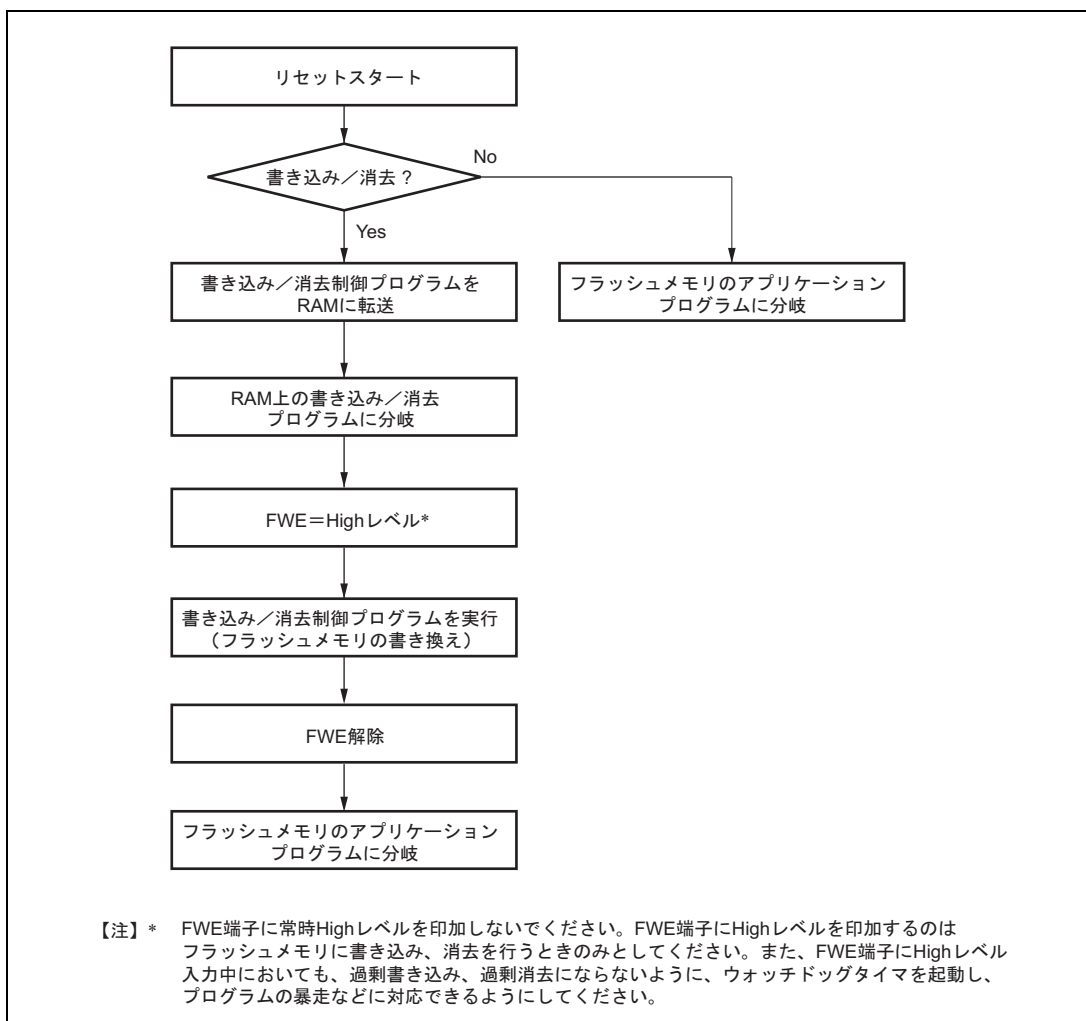 リセットスタート
書き込み／消去？
No
Yes
書き込み／消去制御プログラムを
RAMに転送
フラッシュメモリのアプリケーション
プログラムに分岐
RAM上の書き込み／消去
プログラムに分岐
FWE＝Highレベル*
書き込み／消去制御プログラムを実行
（フラッシュメモリの書き換え）
FWE解除
フラッシュメモリのアプリケーション
プログラムに分岐
【注】* FWE端子に常時Highレベルを印加しないでください。FWE端子にHighレベルを印加するのは
フラッシュメモリに書き込み、消去を行うときのみとしてください。また、FWE端子にHighレベル
入力中においても、過剰書き込み、過剰消去にならないように、ウォッチドッグタイマを起動し、
プログラムの暴走などに対応できるようにしてください。